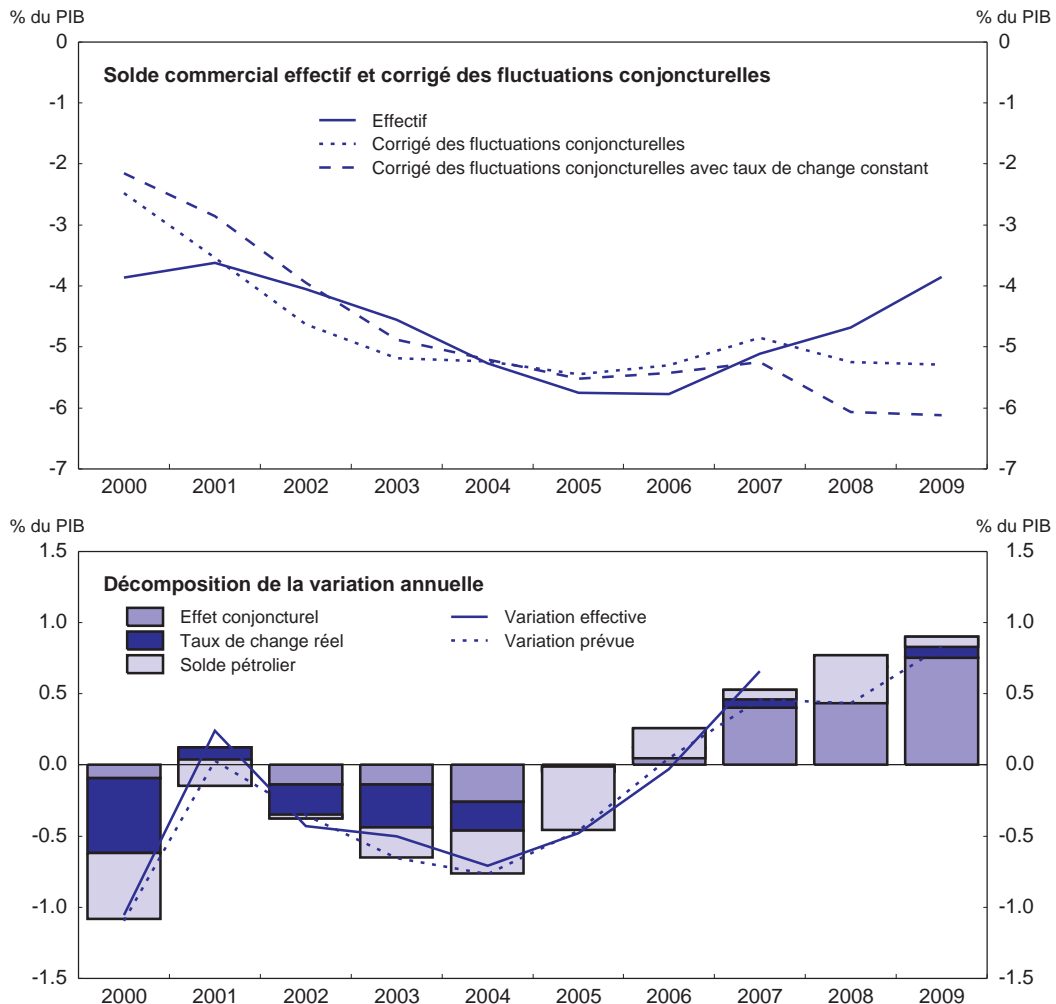 % du PIB % du PIB
0 0
Solde commercial effectif et corrigé des fluctuations conjoncturelles
-1 -1
Effectif
Corrigé des fluctuations conjoncturelles
-2 -2
Corrigé des fluctuations conjoncturelles avec taux de change constant
-3 -3
-4 -4
-5 -5
-6 -6
-7 -7
2000 2001 2002 2003 2004 2005 2006 2007 2008 2009
% du PIB % du PIB
1.5 1.5
Décomposition de la variation annuelle
Effet conjoncturel Variation effective
1.0 1.0
Taux de change réel Variation prévue
Solde pétrolier
0.5 0.5
0.0 0.0
-0.5 -0.5
-1.0 -1.0
-1.5 -1.5
2000 2001 2002 2003 2004 2005 2006 2007 2008 2009